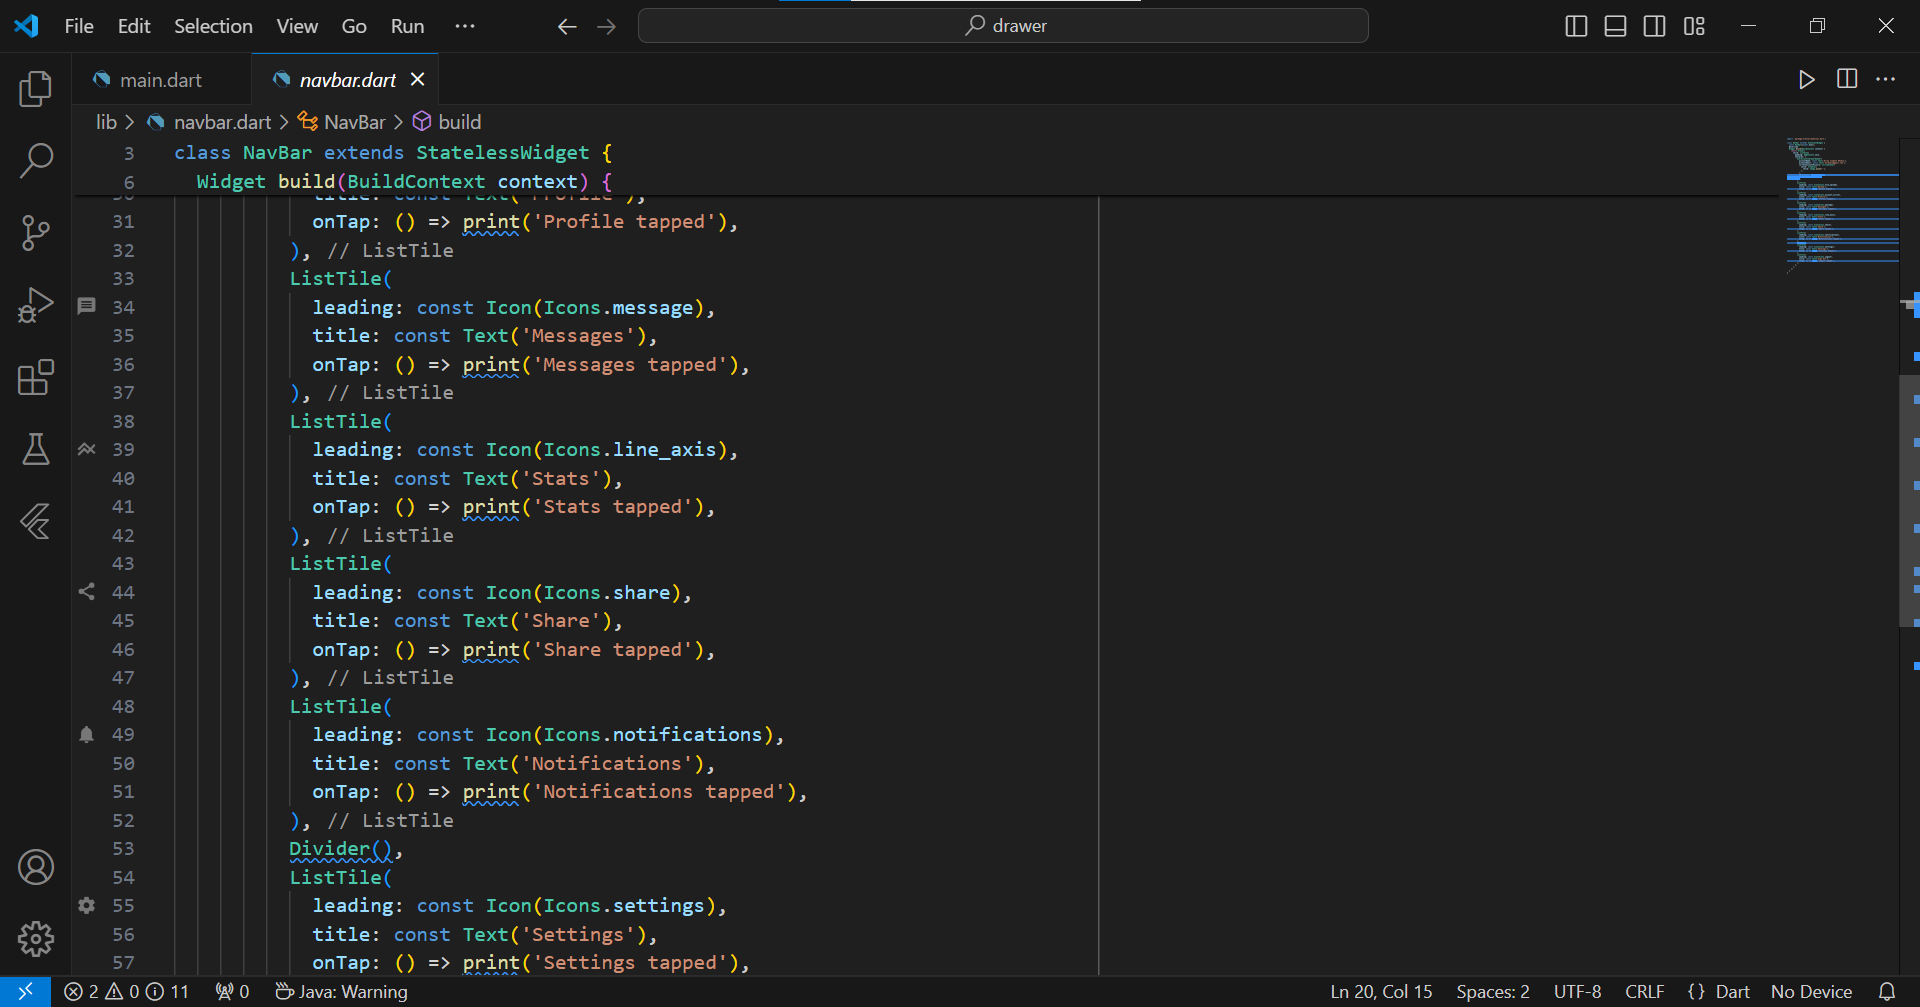 File Edit Selection View Go Run ···
drawer
main.dart
navbar.dart
lib > navbar.dart > NavBar > build
3 class NavBar extends StatelessWidget {
6 Widget build(BuildContext context) {
30 title: const Text('Profile'),
31 onTap: () => print('Profile tapped'),
32 ), // ListTile
33 ListTile(
34 leading: const Icon(Icons.message),
35 title: const Text('Messages'),
36 onTap: () => print('Messages tapped'),
37 ), // ListTile
38 ListTile(
39 leading: const Icon(Icons.line_axis),
40 title: const Text('Stats'),
41 onTap: () => print('Stats tapped'),
42 ), // ListTile
43 ListTile(
44 leading: const Icon(Icons.share),
45 title: const Text('Share'),
46 onTap: () => print('Share tapped'),
47 ), // ListTile
48 ListTile(
49 leading: const Icon(Icons.notifications),
50 title: const Text('Notifications'),
51 onTap: () => print('Notifications tapped'),
52 ), // ListTile
53 Divider(),
54 ListTile(
55 leading: const Icon(Icons.settings),
56 title: const Text('Settings'),
57 onTap: () => print('Settings tapped'),
2 0 11 0 Java: Warning Ln 20, Col 15 Spaces: 2 UTF-8 CRLF {} Dart No Device